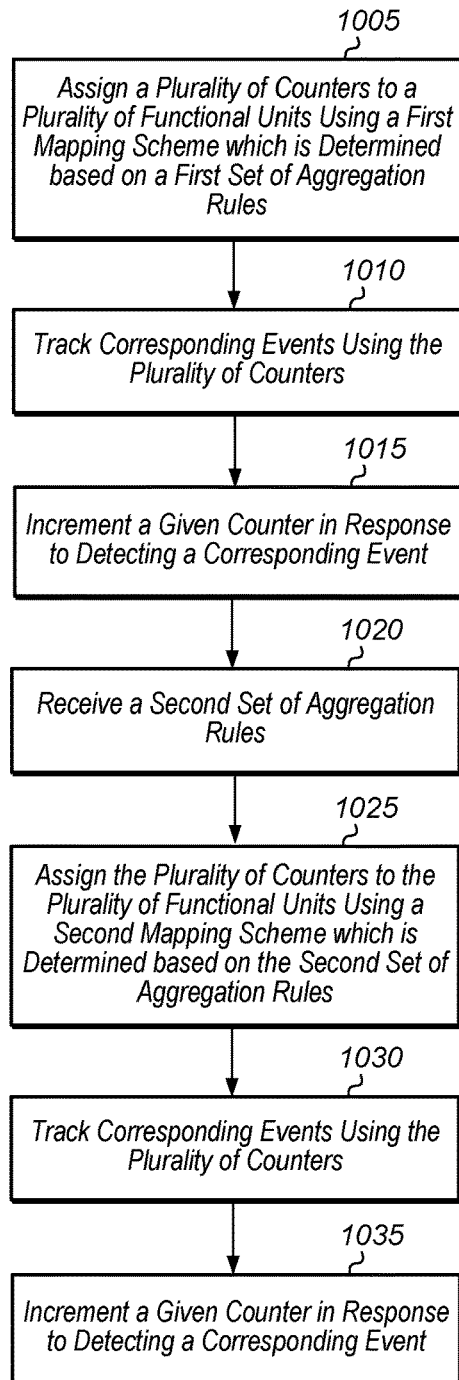 1005
Assign a Plurality of Counters to a
Plurality of Functional Units Using a First
Mapping Scheme which is Determined
based on a First Set of Aggregation
Rules
1010
Track Corresponding Events Using the
Plurality of Counters
1015
Increment a Given Counter in Response
to Detecting a Corresponding Event
1020
Receive a Second Set of Aggregation
Rules
1025
Assign the Plurality of Counters to the
Plurality of Functional Units Using a
Second Mapping Scheme which is
Determined based on the Second Set of
Aggregation Rules
1030
Track Corresponding Events Using the
Plurality of Counters
1035
Increment a Given Counter in Response
to Detecting a Corresponding Event